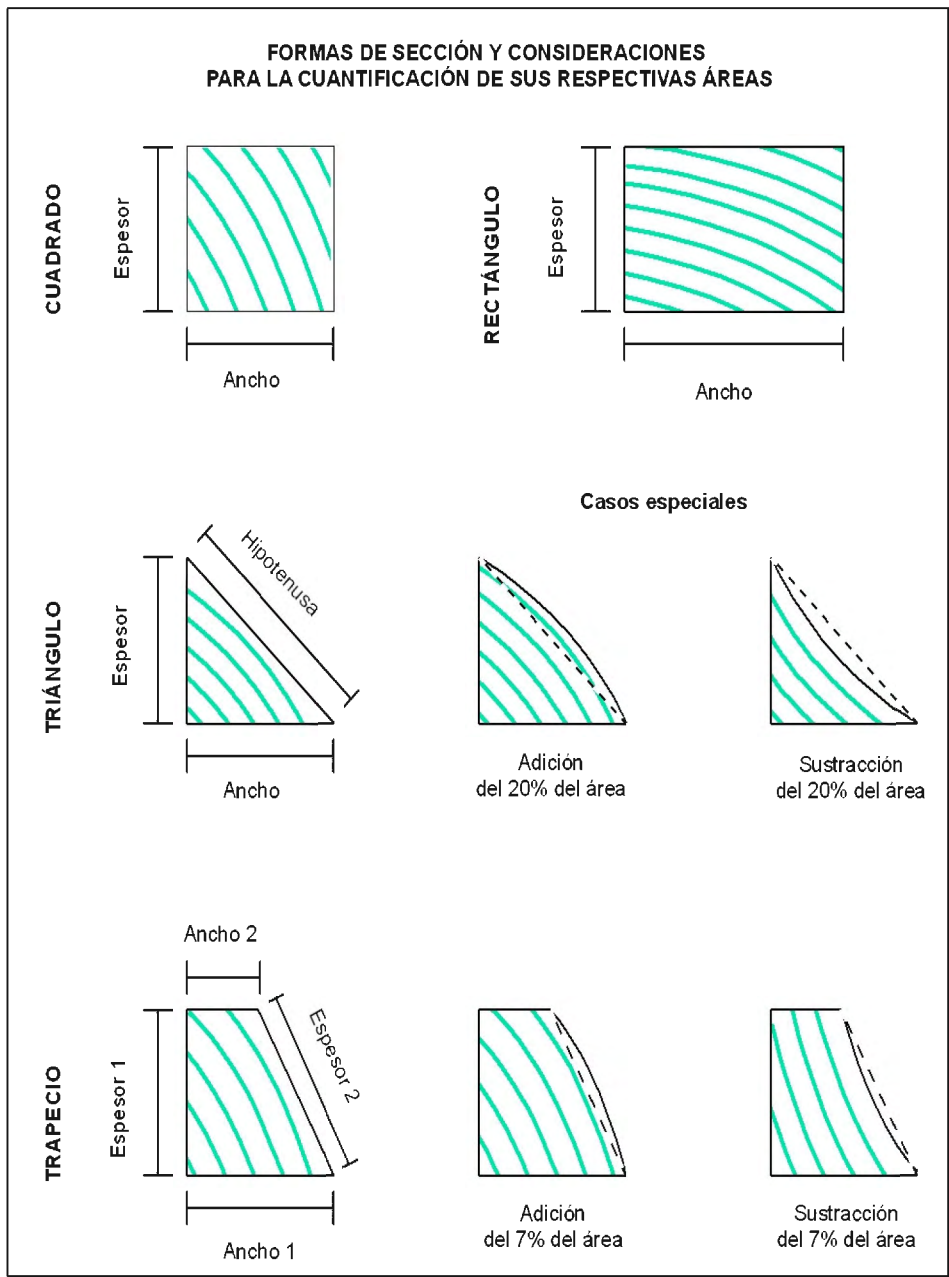 FORMAS DE SECCIÓN Y CONSIDERACIONES
PARA LA CUANTIFICACIÓN DE SUS RESPECTIVAS ÁREAS
CUADRADO
Espesor
Ancho
RECTÁNGULO
Espesor
Ancho
Casos especiales
TRIÁNGULO
Espesor
Hipotenusa
Ancho
Adición
del 20% del área
Sustracción
del 20% del área
TRAPECIO
Ancho 2
Espesor 1
Espesor 2
Ancho 1
Adición
del 7% del área
Sustracción
del 7% del área